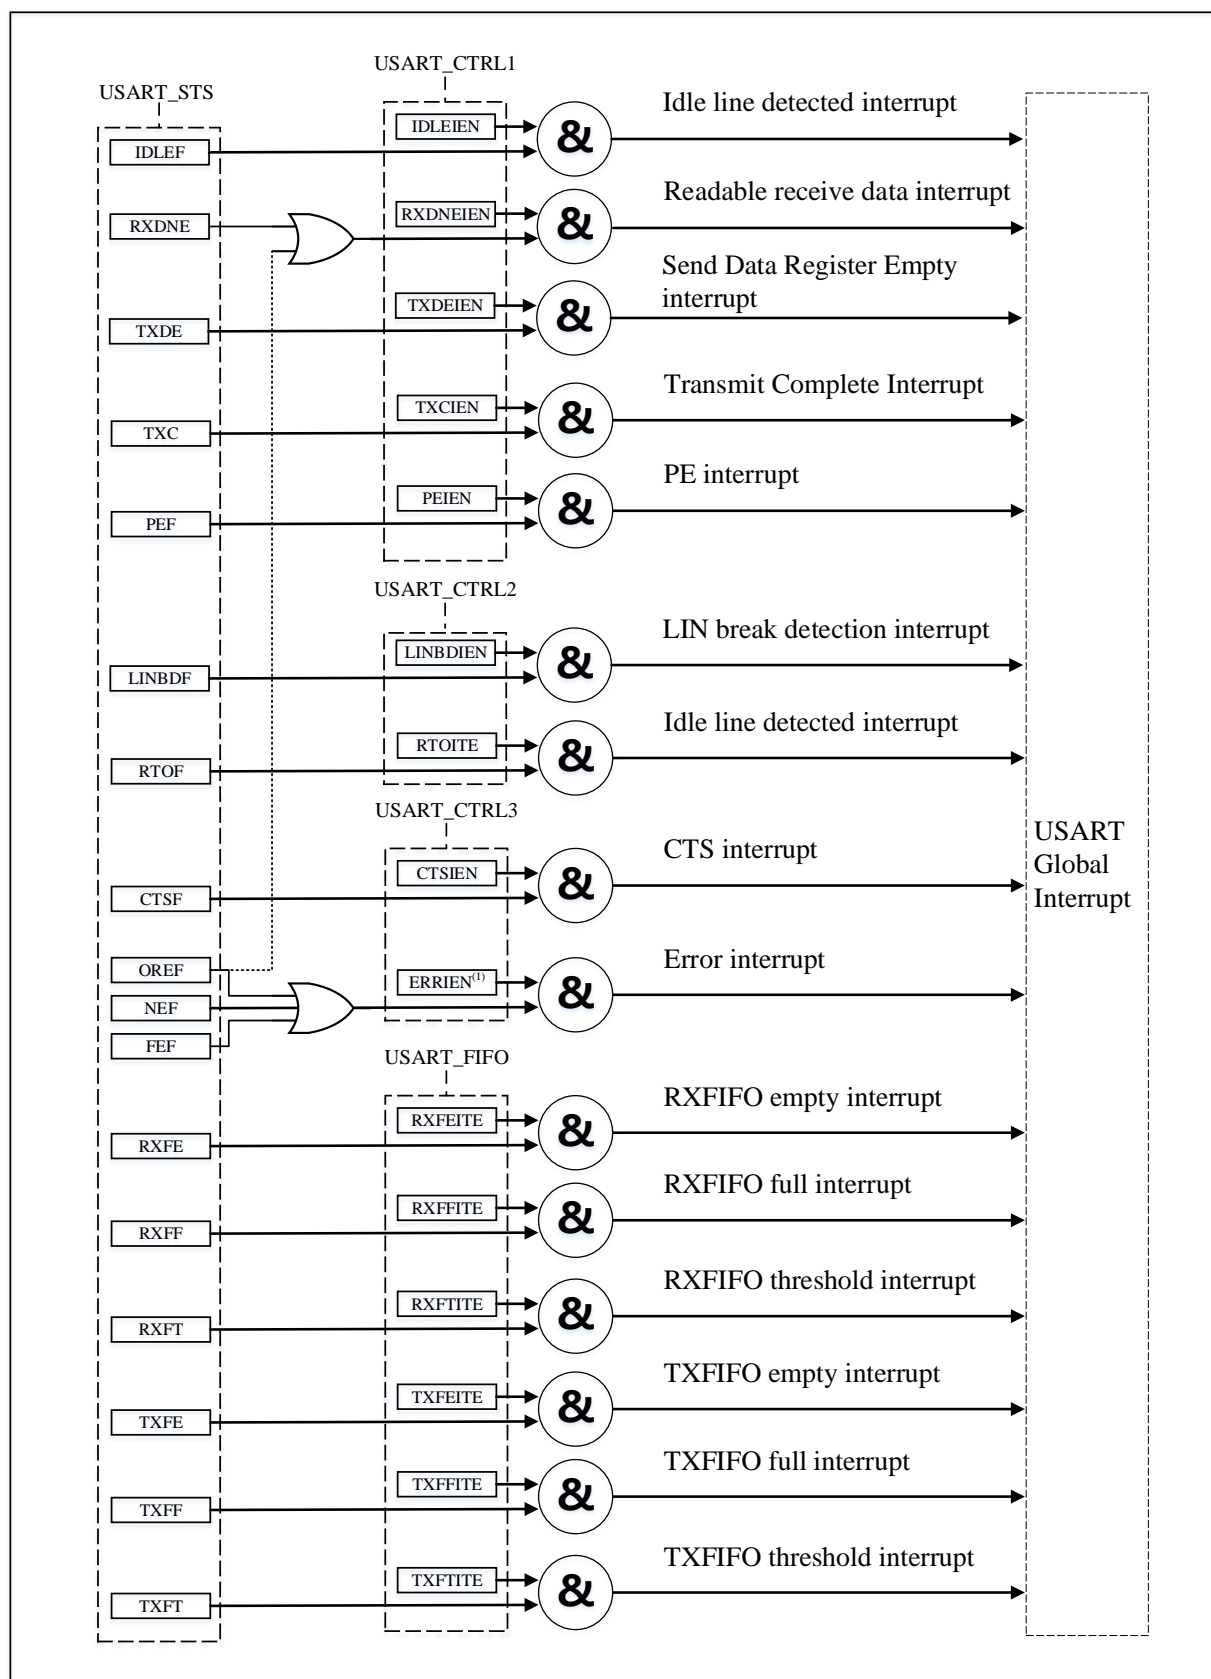 USART_CTRL1
USART_STS
IDLEIEN
&
Idle line detected interrupt
IDLEF
RXDNE
RXDNEIEN
&
Readable receive data interrupt
TXDEIEN
&
Send Data Register Empty
interrupt
TXDE
TXCIEN
&
Transmit Complete Interrupt
TXC
PEIEN
&
PE interrupt
PEF
USART_CTRL2
LINBDIEN
&
LIN break detection interrupt
LINBDF
RTOITE
&
Idle line detected interrupt
RTOF
USART_CTRL3
CTSIEN
&
CTS interrupt
CTSF
USART
Global
Interrupt
OREF
NEF
FEF
ERRIEN(1)
&
Error interrupt
USART_FIFO
RXFEITE
&
RXFIFO empty interrupt
RXFE
RXFFITE
&
RXFIFO full interrupt
RXFF
RXFTITE
&
RXFIFO threshold interrupt
RXFT
TXFEITE
&
TXFIFO empty interrupt
TXFE
TXFFITE
&
TXFIFO full interrupt
TXFF
TXFTITE
&
TXFIFO threshold interrupt
TXFT